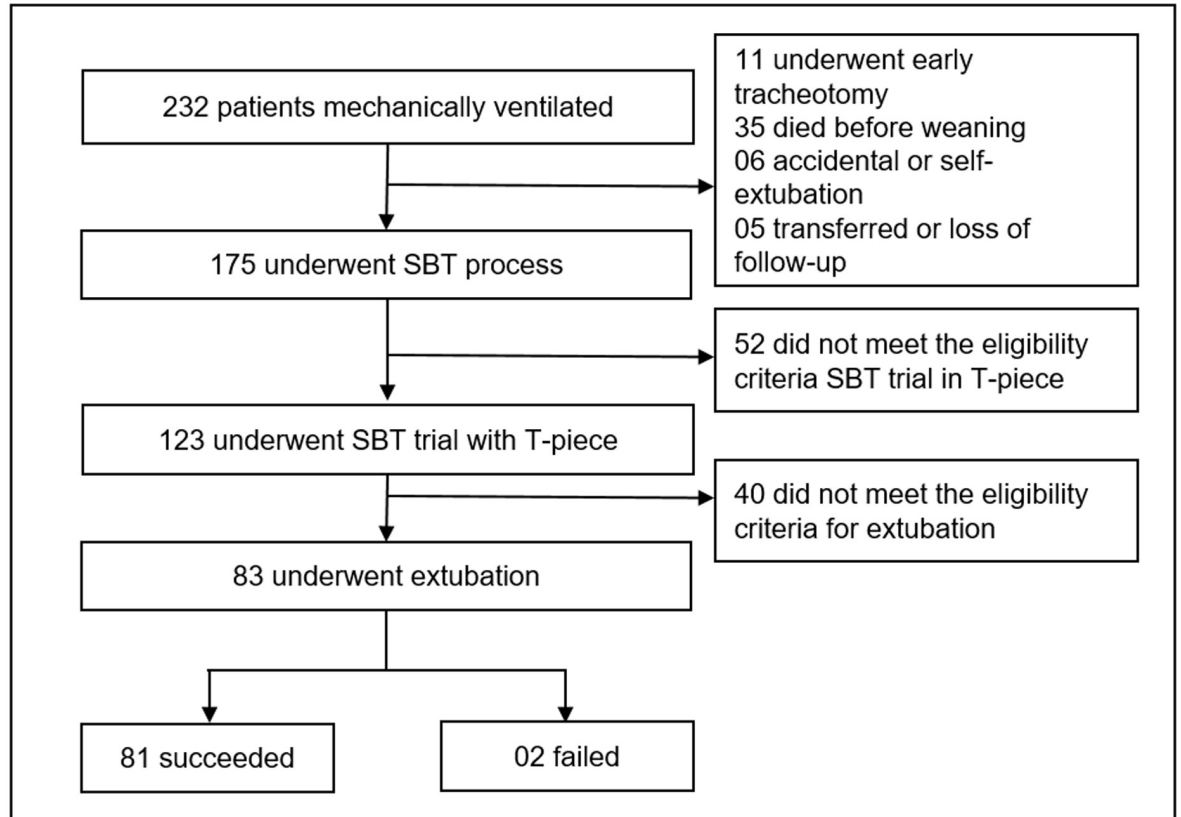 232 patients mechanically ventilated
11 underwent early
tracheotomy
35 died before weaning
06 accidental or self-
extubation
05 transferred or loss of
follow-up
175 underwent SBT process
52 did not meet the eligibility
criteria SBT trial in T-piece
123 underwent SBT trial with T-piece
40 did not meet the eligibility
criteria for extubation
83 underwent extubation
81 succeeded
02 failed